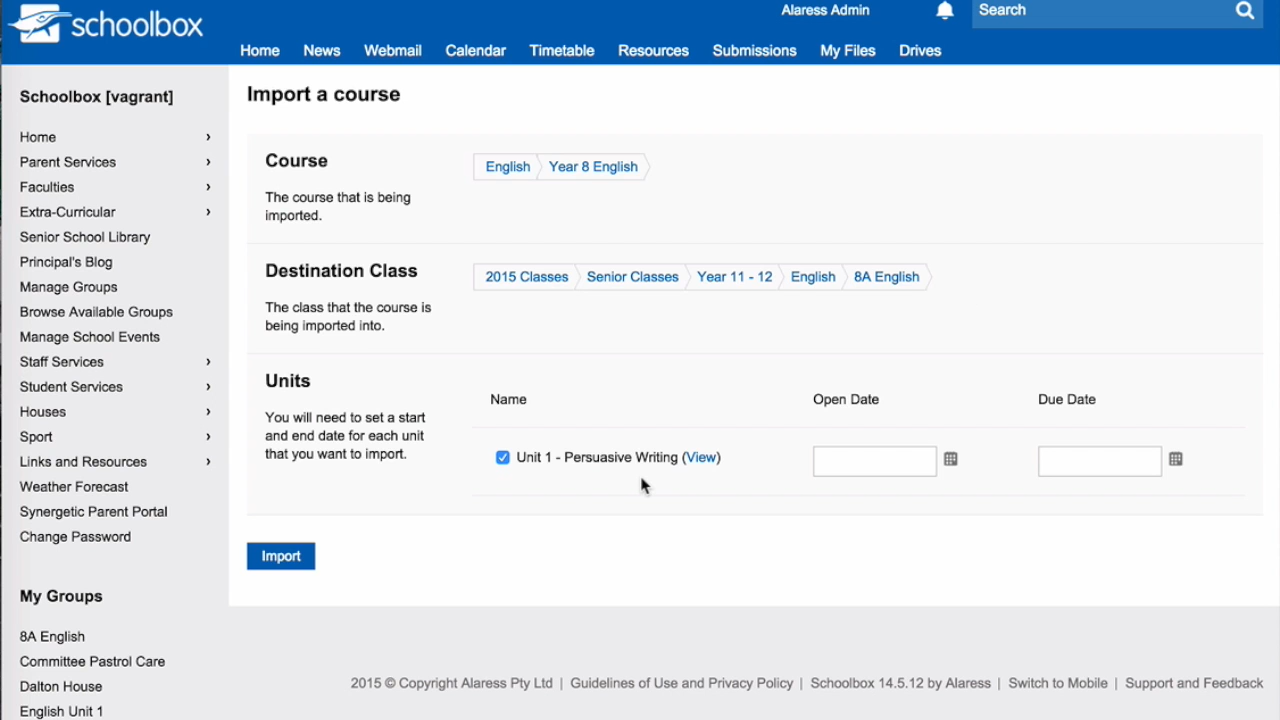 schoolbox
Alaress Admin
Search
Home News Webmail Calendar Timetable Resources Submissions My Files Drives
Schoolbox [vagrant]
Home
Parent Services
Faculties
Extra-Curricular
Senior School Library
Principal's Blog
Manage Groups
Browse Available Groups
Manage School Events
Staff Services
Student Services
Houses
Sport
Links and Resources
Weather Forecast
Synergetic Parent Portal
Change Password
My Groups
8A English
Committee Pastrol Care
Dalton House
English Unit 1
Import a course
Course
The course that is being
imported.
English Year 8 English
Destination Class
The class that the course is
being imported into.
2015 Classes Senior Classes Year 11 - 12 English 8A English
Units
You will need to set a start
and end date for each unit
that you want to import.
Name Open Date Due Date
Unit 1 - Persuasive Writing (View)
Import
2015 © Copyright Alaress Pty Ltd | Guidelines of Use and Privacy Policy | Schoolbox 14.5.12 by Alaress | Switch to Mobile | Support and Feedback